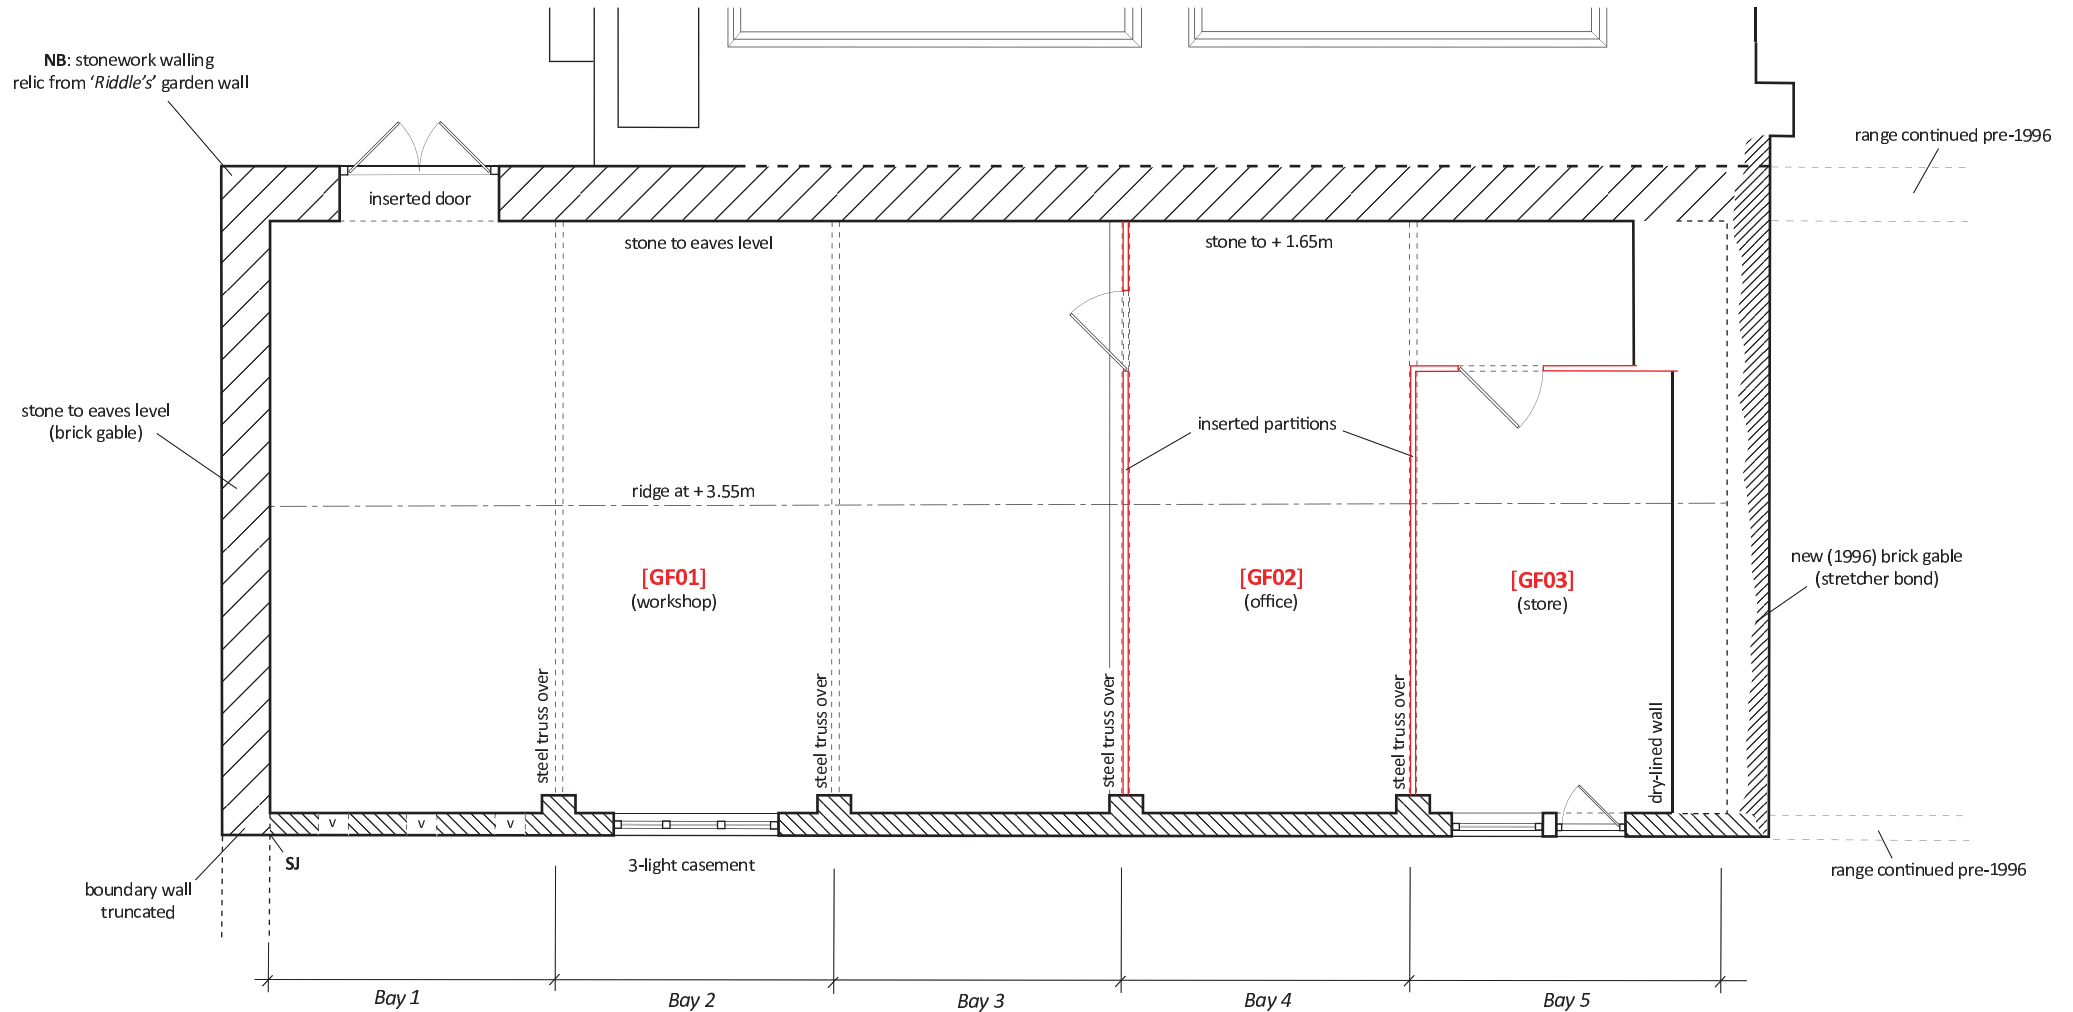 NB: stonework walling
relic from ‘Riddle’s’ garden wall
range continued pre-1996
inserted door
stone to eaves level
stone to + 1.65m
stone to eaves level
(brick gable)
inserted partitions
ridge at + 3.55m
[GF01]
(workshop)
[GF02]
(office)
[GF03]
(store)
new (1996) brick gable
(stretcher bond)
steel truss over
steel truss over
steel truss over
steel truss over
dry-lined wall
v
v
v
SJ
3-light casement
boundary wall
truncated
range continued pre-1996
Bay 1
Bay 2
Bay 3
Bay 4
Bay 5